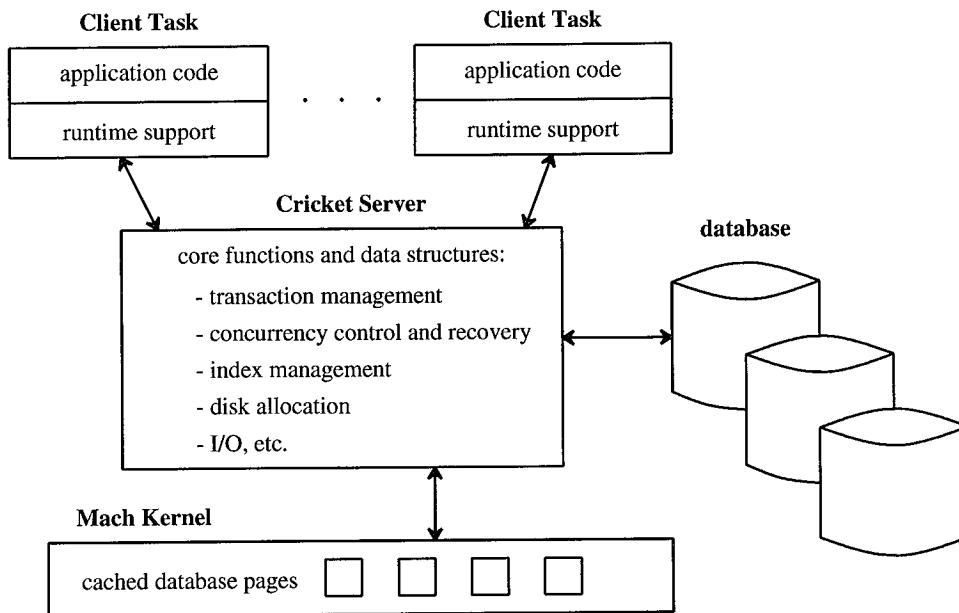 Client Task
Client Task
application code
application code
. . .
runtime support
runtime support
Cricket Server
database
core functions and data structures:
- transaction management
- concurrency control and recovery
- index management
- disk allocation
- I/O, etc.
Mach Kernel
cached database pages